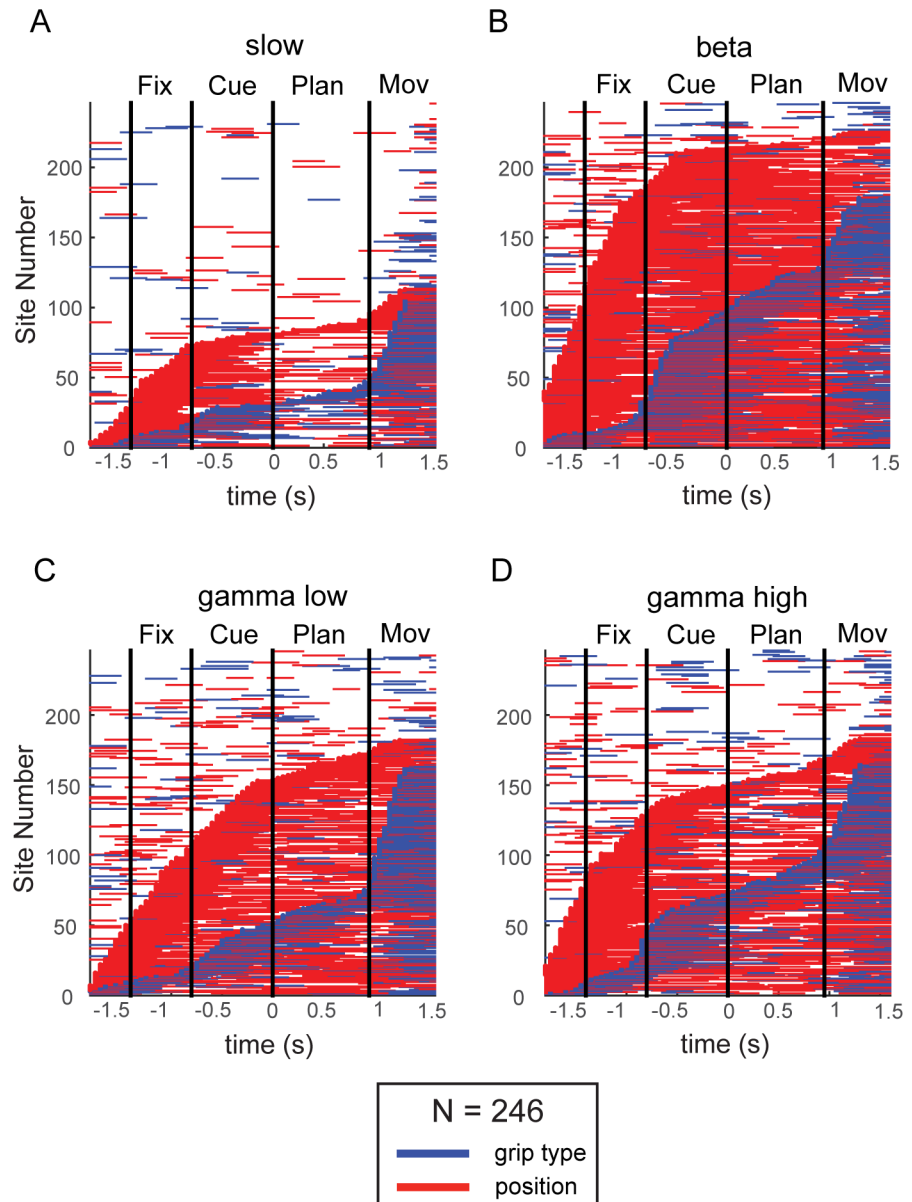 A
slow
Fix Cue Plan Mov
Site Number
200
150
100
50
0
-1.5 -1 -0.5 0 0.5 1 1.5
time (s)
B
beta
Fix Cue Plan Mov
200
150
100
50
0
-1.5 -1 -0.5 0 0.5 1 1.5
time (s)
C
gamma low
Fix Cue Plan Mov
Site Number
200
150
100
50
0
-1.5 -1 -0.5 0 0.5 1 1.5
time (s)
D
gamma high
Fix Cue Plan Mov
200
150
100
50
0
-1.5 -1 -0.5 0 0.5 1 1.5
time (s)
N = 246
grip type
position